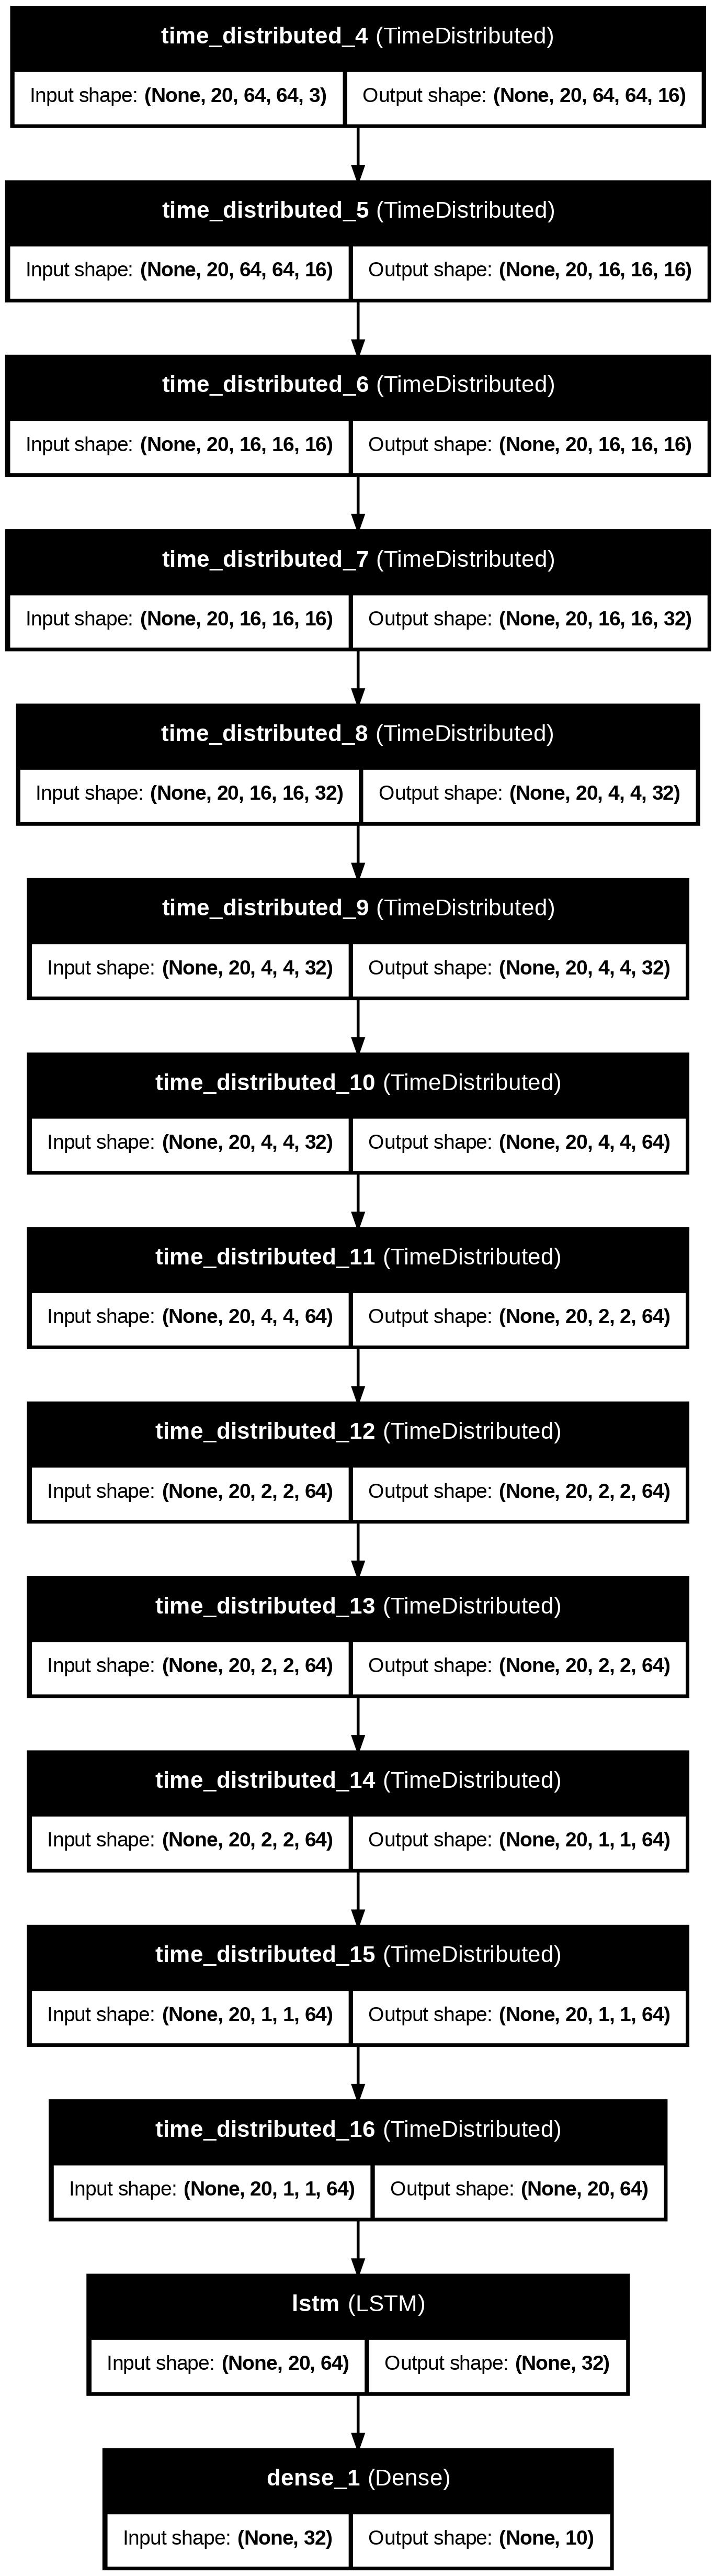 time_distributed_4 (TimeDistributed)
Input shape: (None, 20, 64, 64, 3) Output shape: (None, 20, 64, 64, 16)
time_distributed_5 (TimeDistributed)
Input shape: (None, 20, 64, 64, 16) Output shape: (None, 20, 16, 16, 16)
time_distributed_6 (TimeDistributed)
Input shape: (None, 20, 16, 16, 16) Output shape: (None, 20, 16, 16, 16)
time_distributed_7 (TimeDistributed)
Input shape: (None, 20, 16, 16, 16) Output shape: (None, 20, 16, 16, 32)
time_distributed_8 (TimeDistributed)
Input shape: (None, 20, 16, 16, 32) Output shape: (None, 20, 4, 4, 32)
time_distributed_9 (TimeDistributed)
Input shape: (None, 20, 4, 4, 32) Output shape: (None, 20, 4, 4, 32)
time_distributed_10 (TimeDistributed)
Input shape: (None, 20, 4, 4, 32) Output shape: (None, 20, 4, 4, 64)
time_distributed_11 (TimeDistributed)
Input shape: (None, 20, 4, 4, 64) Output shape: (None, 20, 2, 2, 64)
time_distributed_12 (TimeDistributed)
Input shape: (None, 20, 2, 2, 64) Output shape: (None, 20, 2, 2, 64)
time_distributed_13 (TimeDistributed)
Input shape: (None, 20, 2, 2, 64) Output shape: (None, 20, 2, 2, 64)
time_distributed_14 (TimeDistributed)
Input shape: (None, 20, 2, 2, 64) Output shape: (None, 20, 1, 1, 64)
time_distributed_15 (TimeDistributed)
Input shape: (None, 20, 1, 1, 64) Output shape: (None, 20, 1, 1, 64)
time_distributed_16 (TimeDistributed)
Input shape: (None, 20, 1, 1, 64) Output shape: (None, 20, 64)
lstm (LSTM)
Input shape: (None, 20, 64) Output shape: (None, 32)
dense_1 (Dense)
Input shape: (None, 32) Output shape: (None, 10)